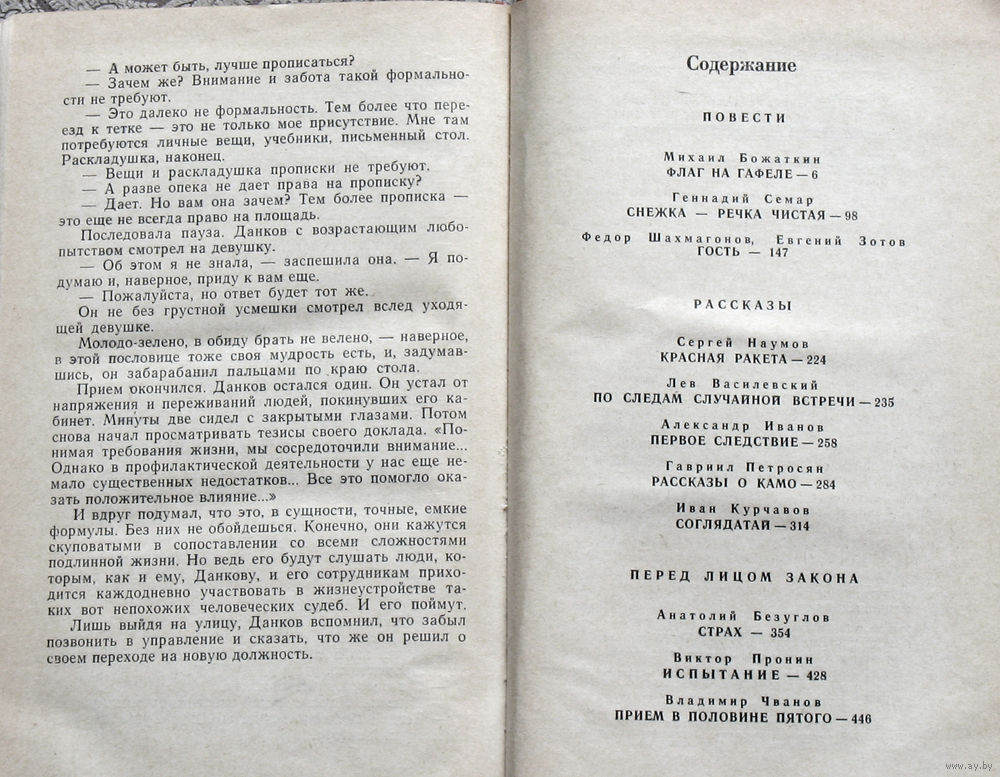 — А может быть, лучше прописаться?
— Зачем же? Внимание и забота такой формально-
сти не требуют.
— Это далеко не формальность. Тем более что пере-
езд к тетке — это не только мое присутствие. Мне там
потребуются личные вещи, учебники, письменный стол.
Раскладушка, наконец.
— Вещи и раскладушка прописки не требуют.
— А разве опека не дает права на прописку?
— Дает. Но вам она зачем? Тем более прописка —
это еще не всегда право на площадь.
Последовала пауза. Данков с возрастающим любо-
пытством смотрел на девушку.
— Об этом я не знала, — заспешила она. — Я по-
думаю и, наверное, приду к вам еще.
— Пожалуйста, но ответ будет тот же.
Он не без грустной усмешки смотрел вслед уходя-
щей девушке.
Молодо-зелено, в обиду брать не велено, — наверное,
в этой пословице тоже своя мудрость есть, и, задумав-
шись, он забарабанил пальцами по краю стола.
Прием окончился. Данков остался один. Он устал от
напряжения и переживаний людей, покинувших его ка-
бинет. Минуты две сидел с закрытыми глазами. Потом
снова начал просматривать тезисы своего доклада. «По-
нимая требования жизни, мы сосредоточили внимание...
Однако в профилактической деятельности у нас еще не-
мало существенных недостатков... Все это помогло ока-
зать положительное влияние...»
И вдруг подумал, что это, в сущности, точные, емкие
формулы. Без них не обойдешься. Конечно, они кажутся
скуповатыми в сопоставлении со всеми сложностями
подлинной жизни. Но ведь его будут слушать люди, ко-
торым, как и ему, Данкову, и его сотрудникам прихо-
дится каждодневно участвовать в жизнеустройстве та-
ких вот непохожих человеческих судеб. И его поймут.
Лишь выйдя на улицу, Данков вспомнил, что забыл
позвонить в управление и сказать, что же он решил о
своем переходе на новую должность.
Содержание
ПОВЕСТИ
Михаил Божаткин
ФЛАГ НА ГАФЕЛЕ — 6
Геннадий Семар
СНЕЖКА — РЕЧКА ЧИСТАЯ — 98
Федор Шахмагонов, Евгений Зотов
ГОСТЬ — 147
РАССКАЗЫ
Сергей Наумов
КРАСНАЯ РАКЕТА — 224
Лев Василевский
ПО СЛЕДАМ СЛУЧАЙНОЙ ВСТРЕЧИ — 235
Александр Иванов
ПЕРВОЕ СЛЕДСТВИЕ — 258
Гавриил Петросян
РАССКАЗЫ О КАМО — 284
Иван Курчавов
СОГЛЯДАТАЙ — 314
ПЕРЕД ЛИЦОМ ЗАКОНА
Анатолий Безуглов
СТРАХ — 354
Виктор Пронин
ИСПЫТАНИЕ — 428
Владимир Чванов
ПРИЕМ В ПОЛОВИНЕ ПЯТОГО — 446
www.ay.by